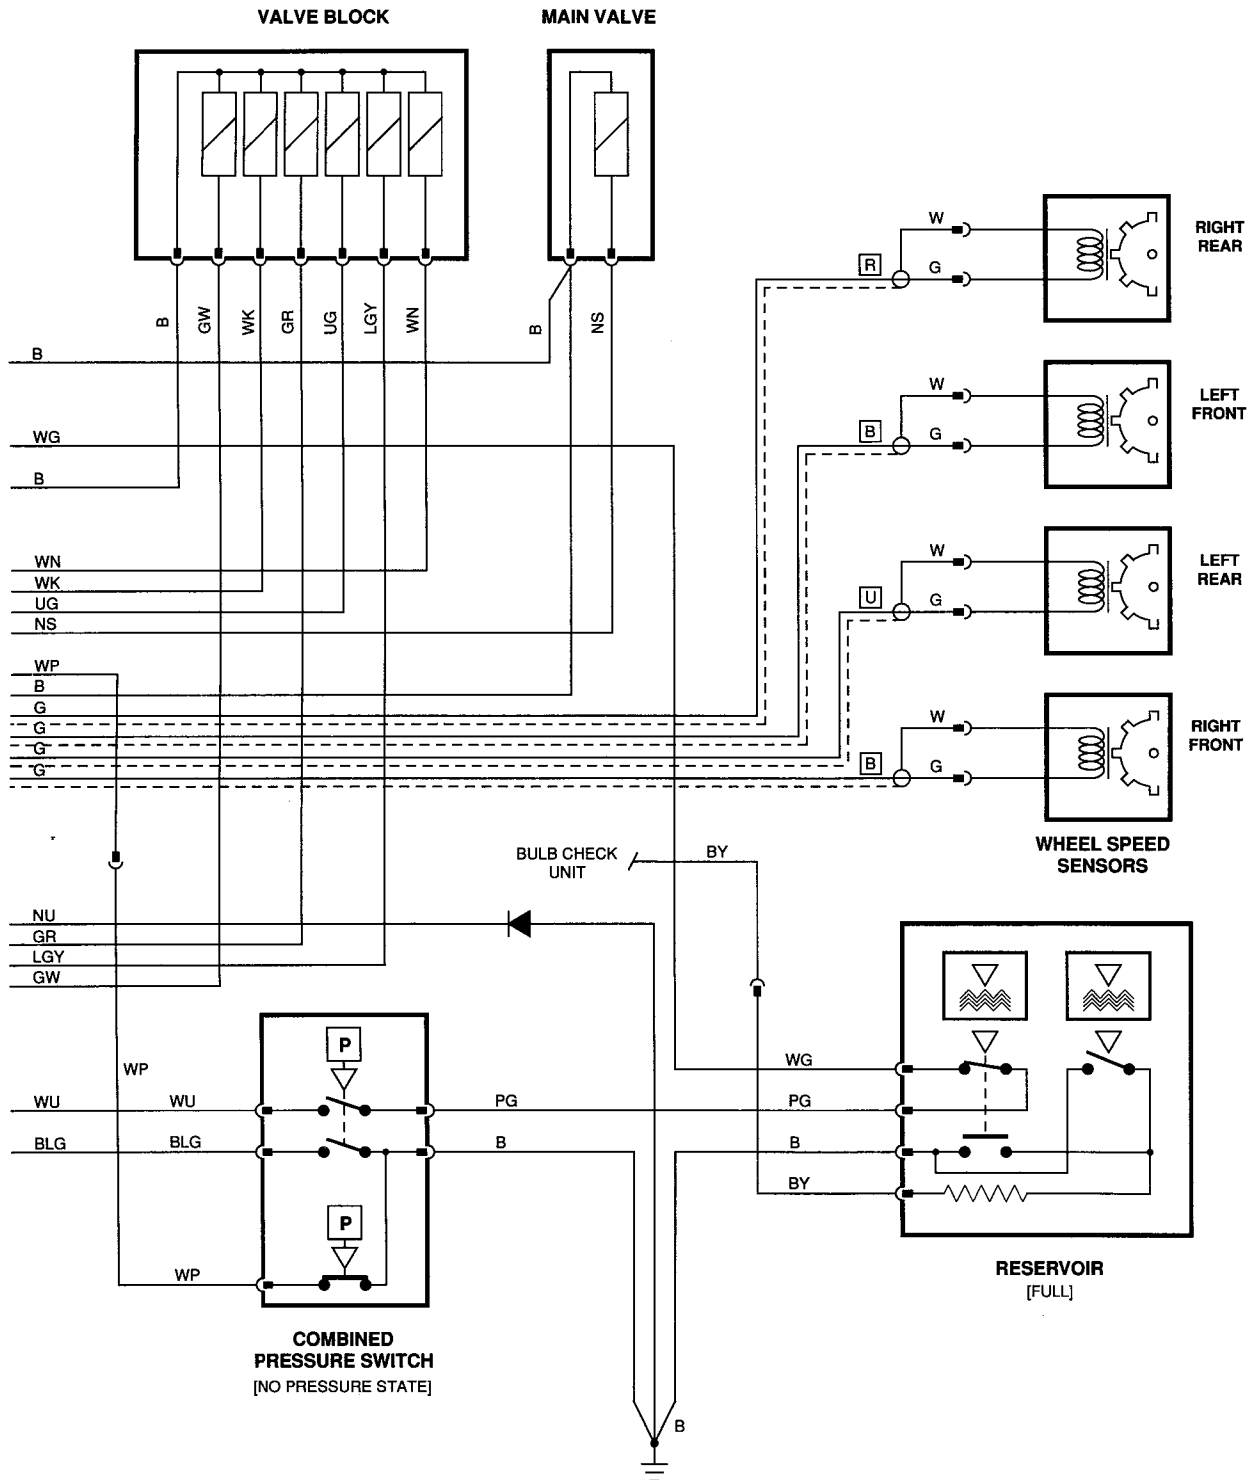 VALVE BLOCK
MAIN VALVE
B
GW
WK
GR
UG
LGY
WN
B
NS
B
WG
B
WN
WK
UG
NS
WP
B
G
G
G
G
R
W
G
RIGHT
REAR
B
W
G
LEFT
FRONT
U
W
G
LEFT
REAR
B
W
G
RIGHT
FRONT
WHEEL SPEED
SENSORS
BULB CHECK
UNIT
BY
NU
GR
LGY
GW
WP
P
WU
WU
PG
BLG
BLG
B
P
WP
COMBINED
PRESSURE SWITCH
[NO PRESSURE STATE]
WG
PG
B
BY
RESERVOIR
[FULL]
B